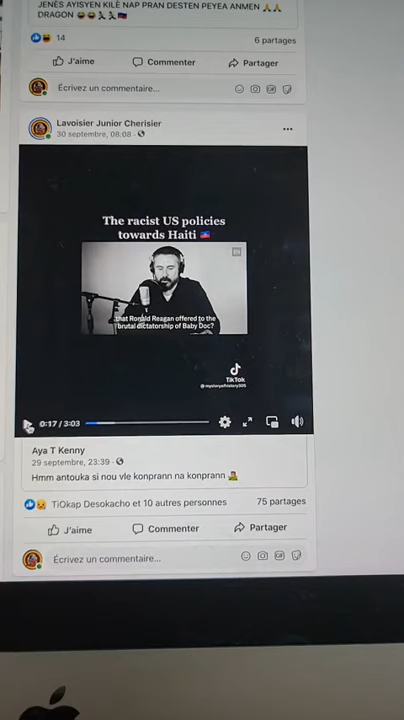 JENÈS AYISYEN KILÈ NAP PRAN DESTEN PEYEA ANMEN 🙏🙏
DRAGON 😂😂🏃🏃🇭🇹
14
6 partages
J'aime
Commenter
Partager
Écrivez un commentaire...
Lavoisier Junior Cherisier
30 septembre, 08:08 ·
The racist US policies
towards Haiti 🇭🇹
that Ronald Reagan offered to the
brutal dictatorship of Baby Doc?
TikTok
0:17 / 3:03
Aya T Kenny
29 septembre, 23:39 ·
Hmm antouka si nou vle konprann na konprann
TiOkap Desokacho et 10 autres personnes
75 partages
J'aime
Commenter
Partager
Écrivez un commentaire...